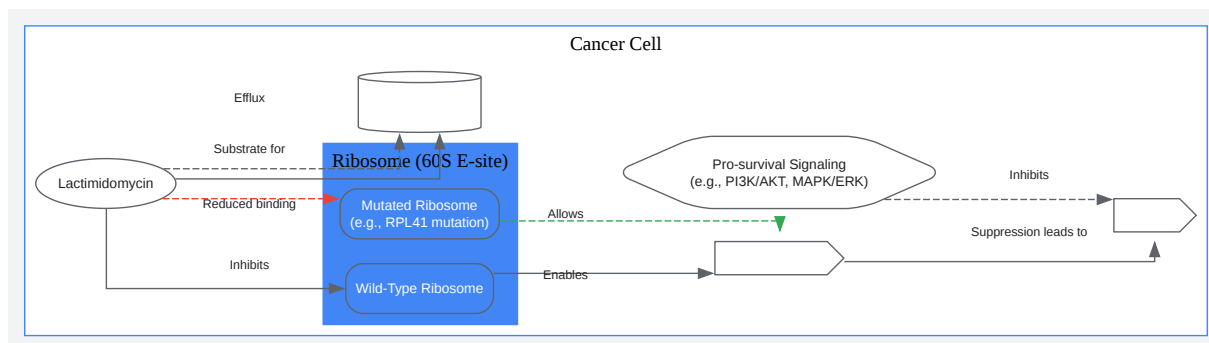 Cancer Cell
Efflux
Substrate for
Lactimidomycin
Reduced binding
Inhibits
Ribosome (60S E-site)
Mutated Ribosome
(e.g., RPL41 mutation)
Wild-Type Ribosome
Allows
Enables
Pro-survival Signaling
(e.g., PI3K/AKT, MAPK/ERK)
Inhibits
Suppression leads to